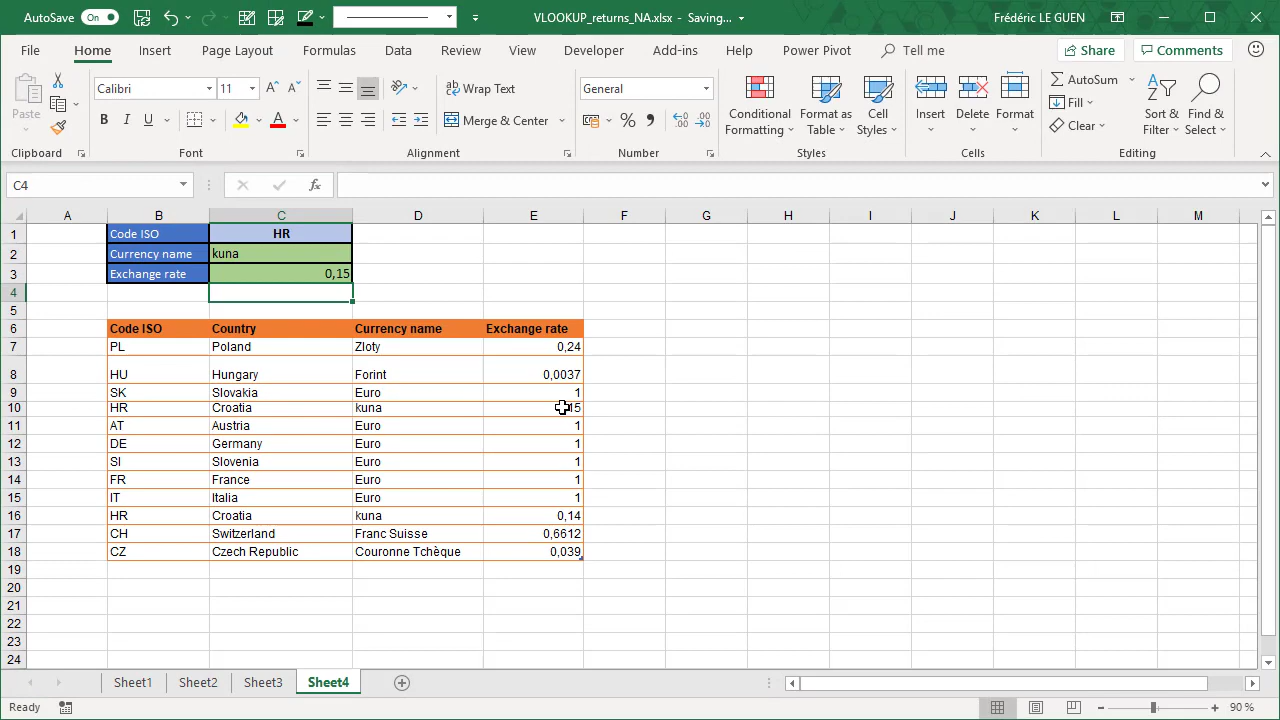 AutoSave On VLOOKUP_returns_NA.xlsx - Saving... Frédéric LE GUEN
File Home Insert Page Layout Formulas Data Review View Developer Add-ins Help Power Pivot Tell me Share Comments
Paste Calibri 11 A A Wrap Text General Conditional Formatting Format as Table Cell Styles Insert Delete Format AutoSum Sort & Filter Find & Select
B I U A Merge & Center % Fill
Clear
Clipboard Font Alignment Number Styles Cells Editing
C4 fx
A B C D E F G H I J K L M
1 Code ISO HR
2 Currency name kuna
3 Exchange rate 0,15
4
5
6 Code ISO Country Currency name Exchange rate
7 PL Poland Zloty 0,24
8 HU Hungary Forint 0,0037
9 SK Slovakia Euro 1
10 HR Croatia kuna 15
11 AT Austria Euro 1
12 DE Germany Euro 1
13 SI Slovenia Euro 1
14 FR France Euro 1
15 IT Italia Euro 1
16 HR Croatia kuna 0,14
17 CH Switzerland Franc Suisse 0,6612
18 CZ Czech Republic Couronne Tchèque 0,039
19
20
21
22
23
24
Sheet1 Sheet2 Sheet3 Sheet4
Ready 90 %